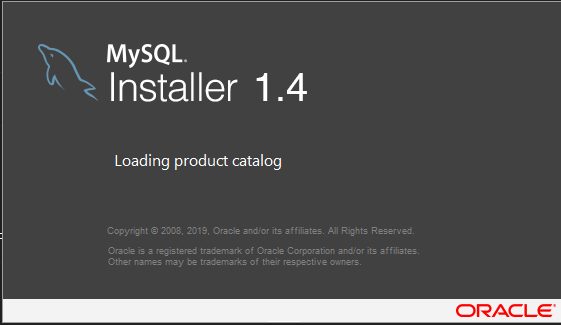 MySQL.
Installer 1.4
Loading product catalog
Copyright © 2008, 2019, Oracle and/or its affiliates. All Rights Reserved.
Oracle is a registered trademark of Oracle Corporation and/or its affiliates.
Other names may be trademarks of their respective owners.
ORACLE